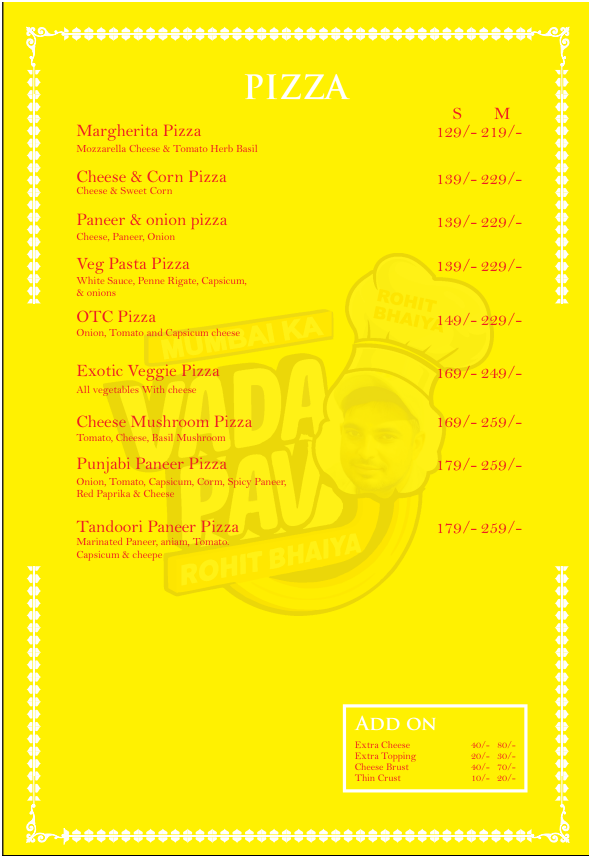 PIZZA
S M
Margherita Pizza 129/- 219/-
Mozzarella Cheese & Tomato Herb Basil
Cheese & Corn Pizza 139/- 229/-
Cheese & Sweet Corn
Paneer & onion pizza 139/- 229/-
Cheese, Paneer, Onion
Veg Pasta Pizza 139/- 229/-
White Sauce, Penne Rigate, Capsicum,
& onions
ROHIT
BHAIYA
OTC Pizza 149/- 229/-
Onion, Tomato and Capsicum cheese
MUMBAI KA
Exotic Veggie Pizza 169/- 249/-
All vegetables With cheese
VADA
Cheese Mushroom Pizza 169/- 259/-
Tomato, Cheese, Basil Mushroom
Punjabi Paneer Pizza 179/- 259/-
Onion, Tomato, Capsicum, Corm, Spicy Paneer,
Red Paprika & Cheese
PAV
Tandoori Paneer Pizza 179/- 259/-
Marinated Paneer, aniam, Tomato.
Capsicum & cheepe
ROHIT BHAIYA
ADD ON
Extra Cheese 40/- 80/-
Extra Topping 20/- 30/-
Cheese Brust 40/- 70/-
Thin Crust 10/- 20/-